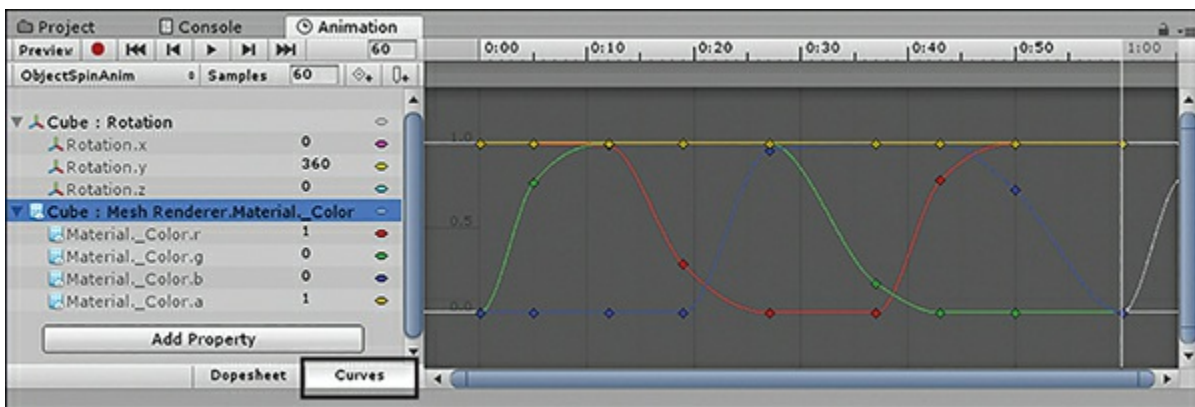 Project Console Animation
Preview 60 0:00 0:10 0:20 0:30 0:40 0:50 1:00
ObjectSpinAnim Samples 60
Cube : Rotation
Rotation.x 0
Rotation.y 360
Rotation.z 0
Cube : Mesh Renderer.Material._Color
Material._Color.r 1
Material._Color.g 0
Material._Color.b 0
Material._Color.a 1
1.0
0.5
0.0
Add Property
Dopesheet Curves